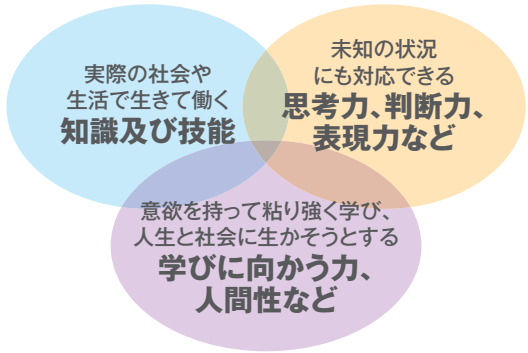 実際の社会や
生活で生きて働く
知識及び技能
未知の状況
にも対応できる
思考力、判断力、
表現力など
意欲を持って粘り強く学び、
人生と社会に生かそうとする
学びに向かう力、
人間性など